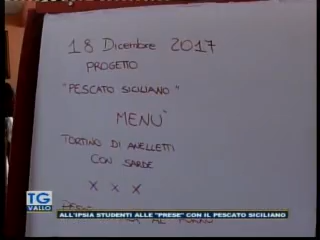 18 Dicembre 2017
PROGETTO
"PESCATO SICILIANO"
MENÙ
TORTINO DI ANELLETTI
CON SARDE
x x x
TG
VALLO
ALL'IPSIA STUDENTI ALLE "PRESE" CON IL PESCATO SICILIANO